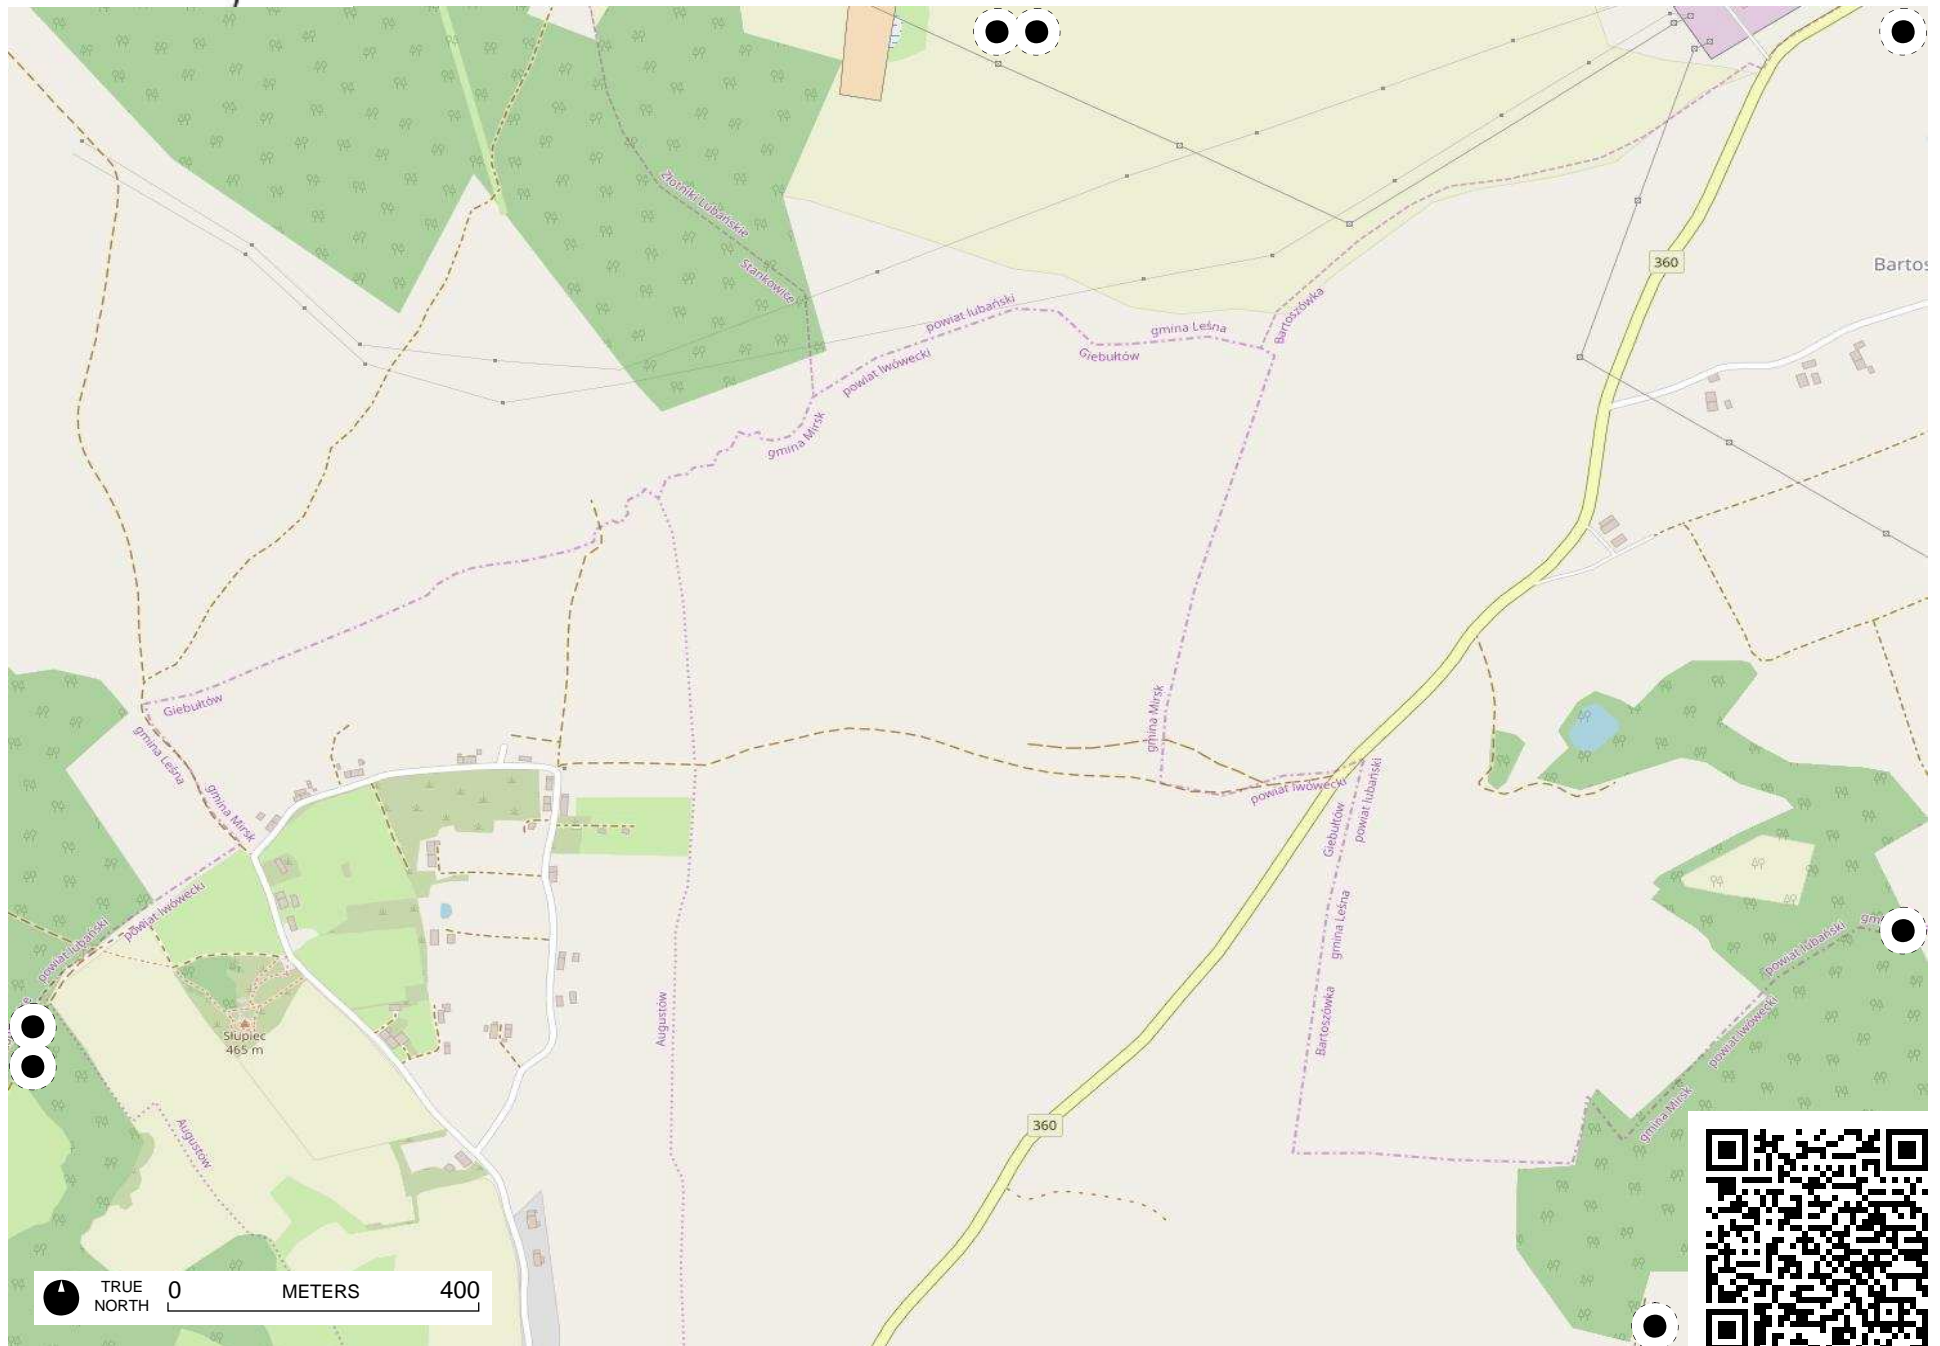 Złotniki Lubańskie
Stankowice
360
Bartos
Bartoszówka
powiat lubański
gmina Leśna
powiat lwówecki
Giebułtów
gmina Mirsk
Giebułtów
gmina Mirsk
gmina Leśna
gmina Mirsk
powiat lwówecki
powiat lubański
Giebułtów
powiat lwówecki
powiat lubański
gmina Leśna
powiat lubański
gm
Bartoszówka
Augustów
Słupiec
465 m
powiat lwówecki
gmina Mirsk
Augustów
360
TRUE
NORTH
0 METERS 400